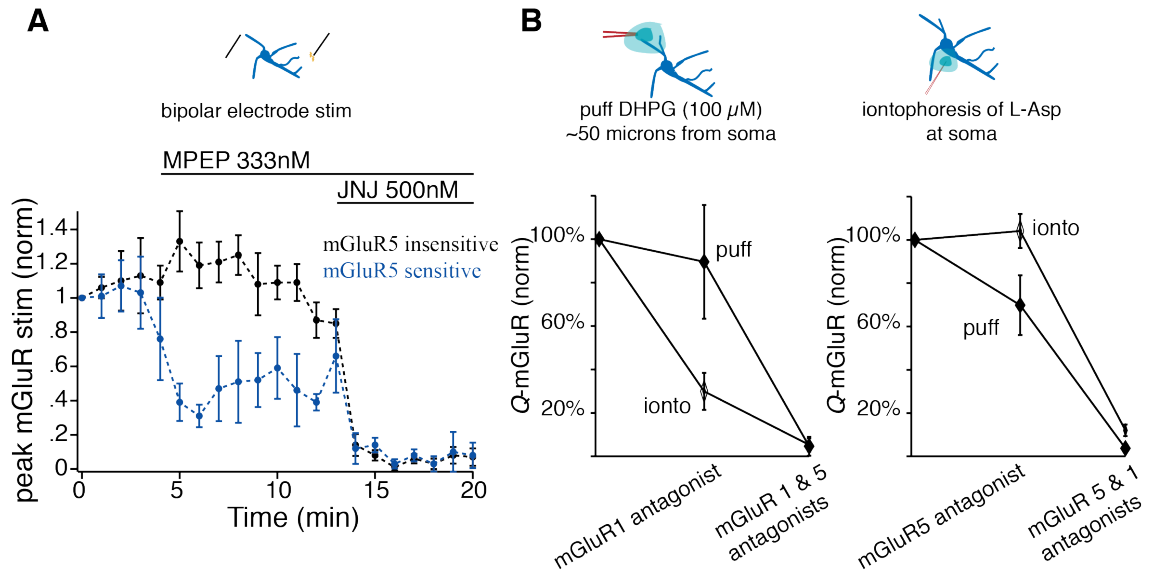 A
bipolar electrode stim
MPEP 333nM
JNJ 500nM
mGluR5 insensitive
mGluR5 sensitive
peak mGluR stim (norm)
1.4
1.2
1
.8
.6
.4
.2
0
0
5
10
15
20
Time (min)
B
puff DHPG (100 µM)
~50 microns from soma
iontophoresis of L-Asp
at soma
Q-mGluR (norm)
100%
60%
20%
puff
ionto
mGluR1 antagonist
mGluR 1 & 5
antagonists
Q-mGluR (norm)
100%
60%
20%
ionto
puff
mGluR5 antagonist
mGluR 5 & 1
antagonists